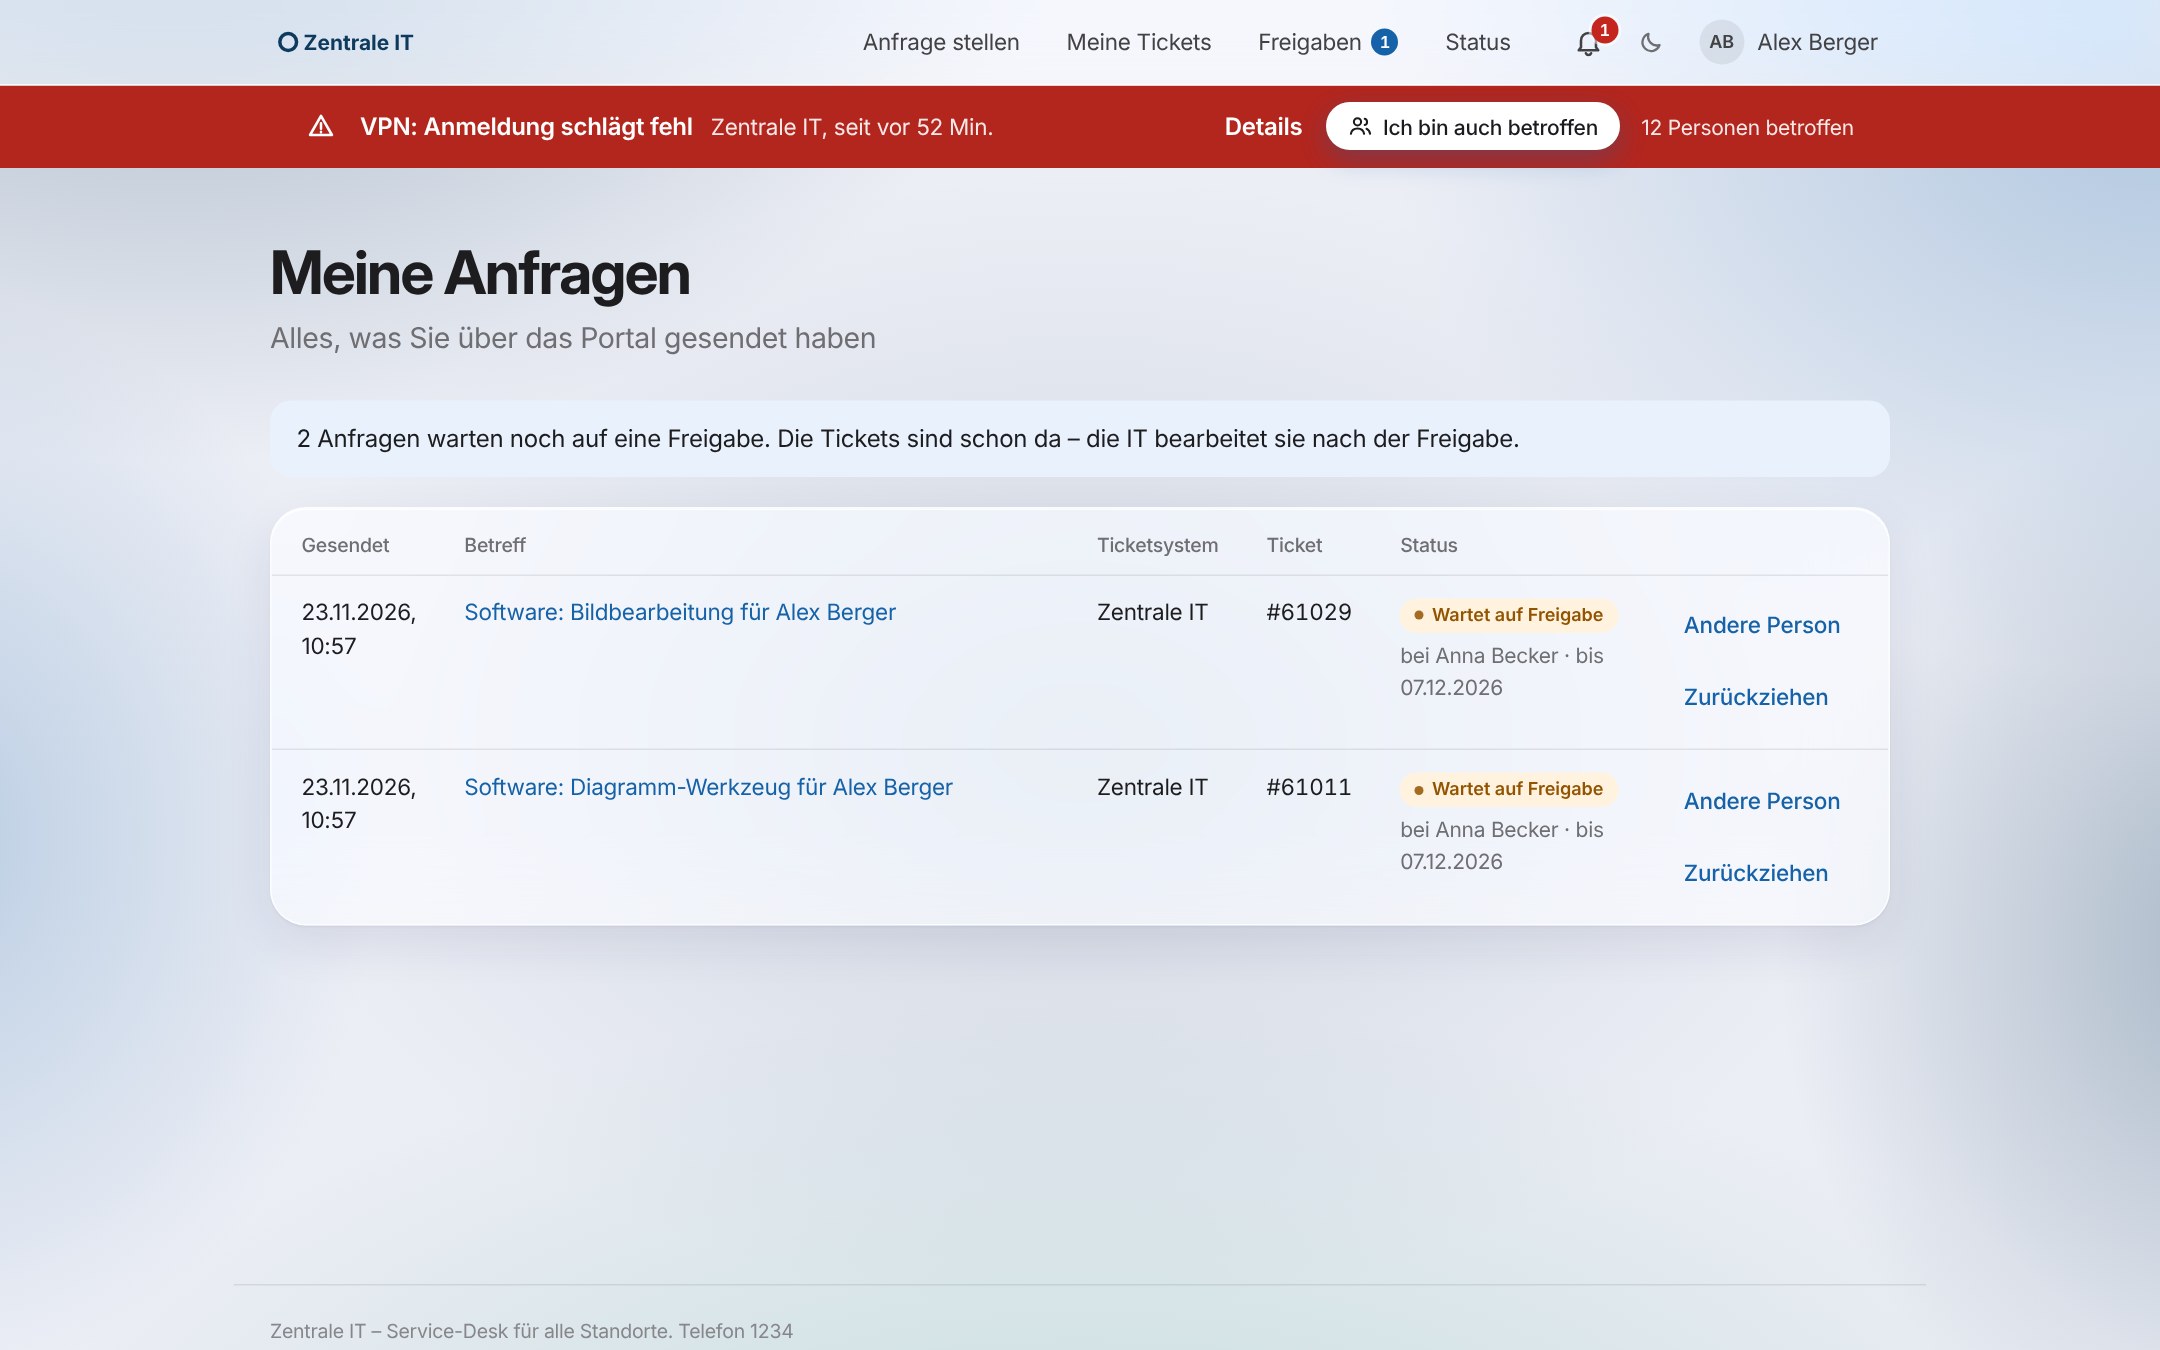 Zentrale IT
Anfrage stellen
Meine Tickets
Freigaben 1
Status
1
AB
Alex Berger
VPN: Anmeldung schlägt fehl
Zentrale IT, seit vor 52 Min.
Details
Ich bin auch betroffen
12 Personen betroffen
Meine Anfragen
Alles, was Sie über das Portal gesendet haben
2 Anfragen warten noch auf eine Freigabe. Die Tickets sind schon da – die IT bearbeitet sie nach der Freigabe.
Gesendet
Betreff
Ticketsystem
Ticket
Status
23.11.2026,
10:57
Software: Bildbearbeitung für Alex Berger
Zentrale IT
#61029
Wartet auf Freigabe
bei Anna Becker · bis
07.12.2026
Andere Person
Zurückziehen
23.11.2026,
10:57
Software: Diagramm-Werkzeug für Alex Berger
Zentrale IT
#61011
Wartet auf Freigabe
bei Anna Becker · bis
07.12.2026
Andere Person
Zurückziehen
Zentrale IT – Service-Desk für alle Standorte. Telefon 1234